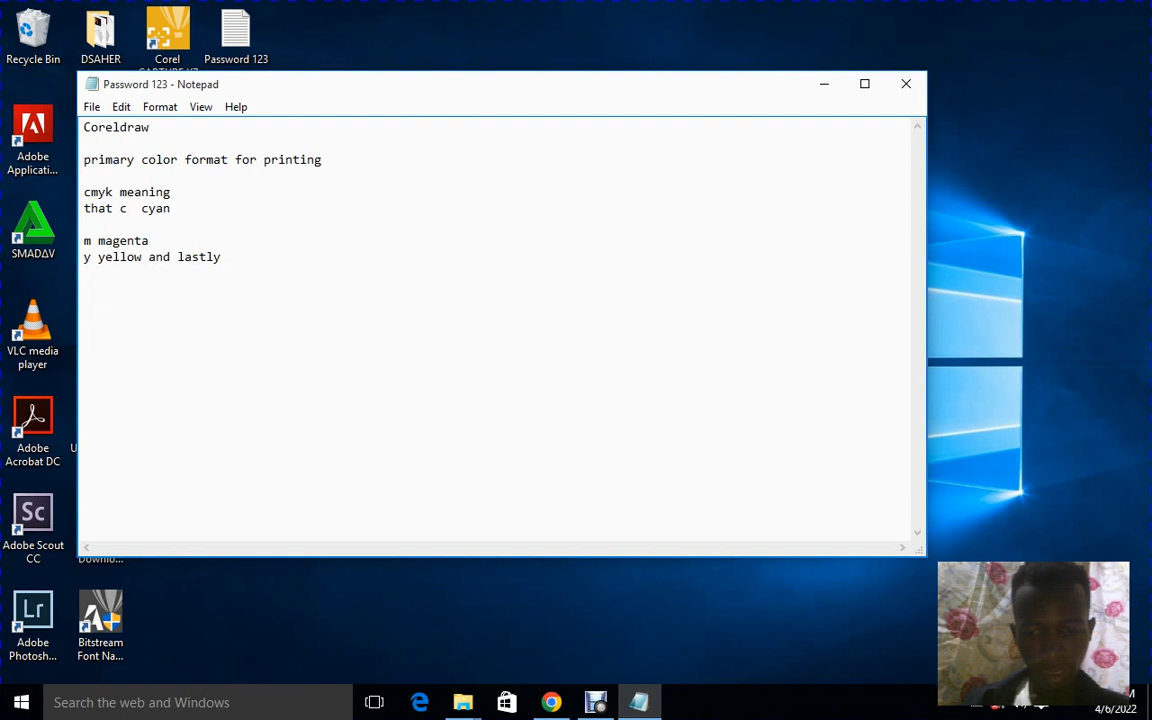 Recycle Bin
DSAHER
Corel
Password 123
Password 123 - Notepad
File Edit Format View Help
Coreldraw
primary color format for printing
cmyk meaning
that c  cyan
m magenta
y yellow and lastly
Adobe
Applicati...
SMADΔV
VLC media
player
Adobe
Acrobat DC
Sc
Adobe Scout
CC
Downlo...
Lr
Adobe
Photosh...
Bitstream
Font Na...
Search the web and Windows
4/6/2022